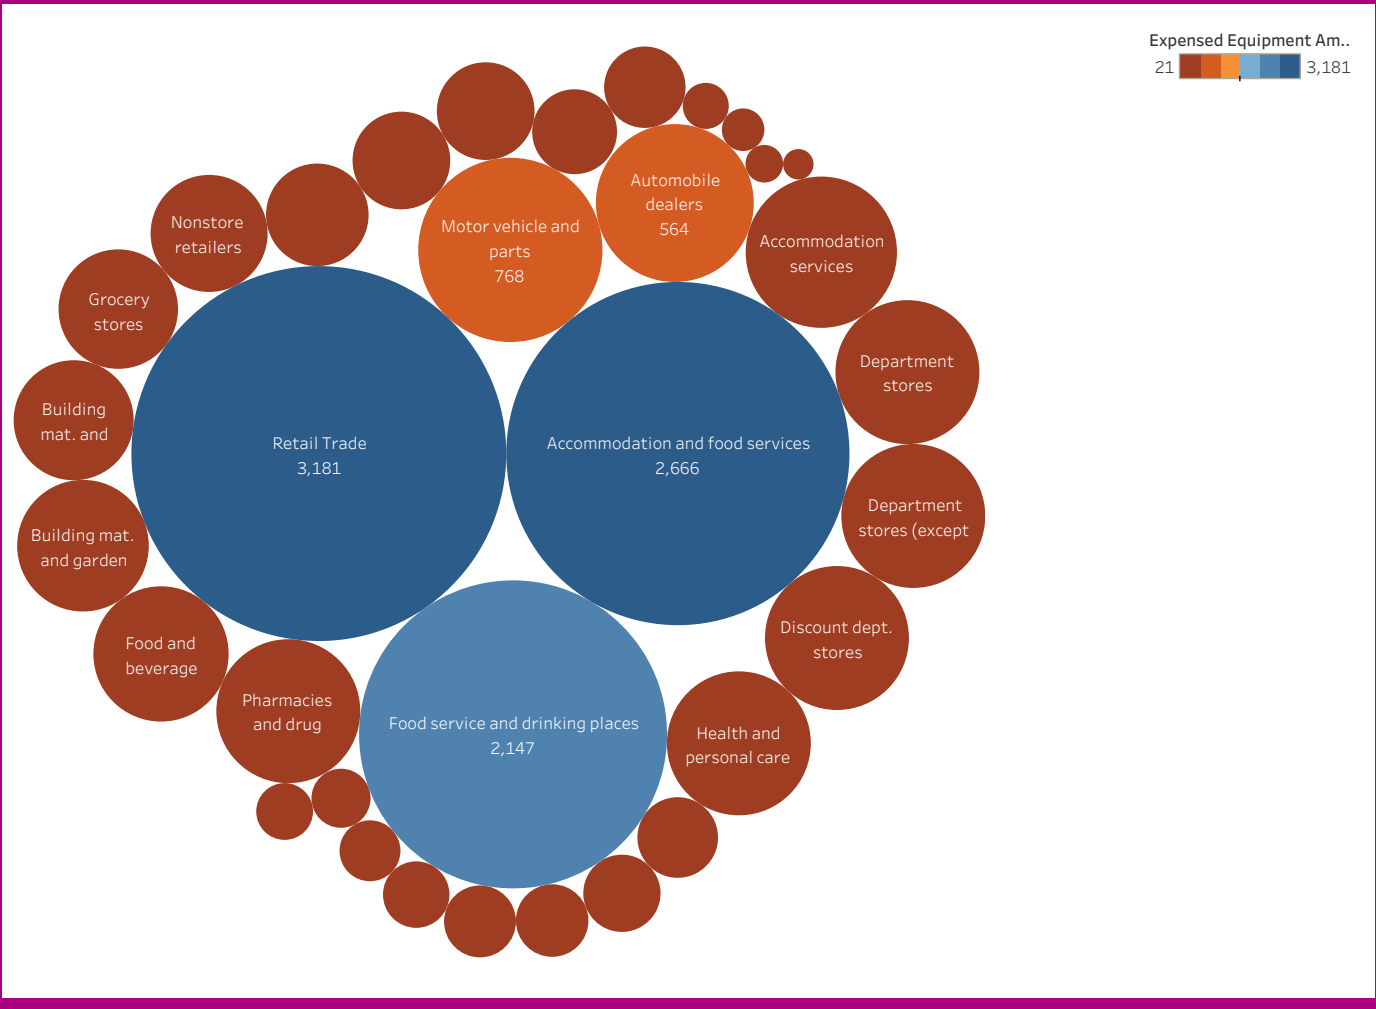 Expensed Equipment Am..
21
3,181
Automobile
dealers
564
Motor vehicle and
parts
768
Nonstore
retailers
Accommodation
services
Grocery
stores
Department
stores
Building
mat. and
Retail Trade
3,181
Accommodation and food services
2,666
Department
stores (except
Building mat.
and garden
Food and
beverage
Discount dept.
stores
Pharmacies
and drug
Food service and drinking places
2,147
Health and
personal care